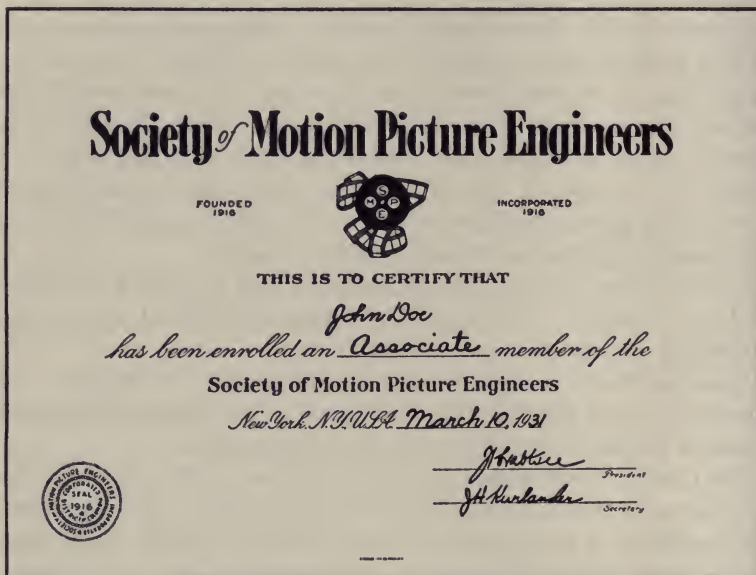 Society of Motion Picture Engineers
FOUNDED
1916
S
M P
E
INCORPORATED
1916
THIS IS TO CERTIFY THAT
John Doe
has been enrolled an Associate member of the
Society of Motion Picture Engineers
New York, N.Y., U.S.A. March 10, 1931
President
JH Kurlander
Secretary
SEAL
1916